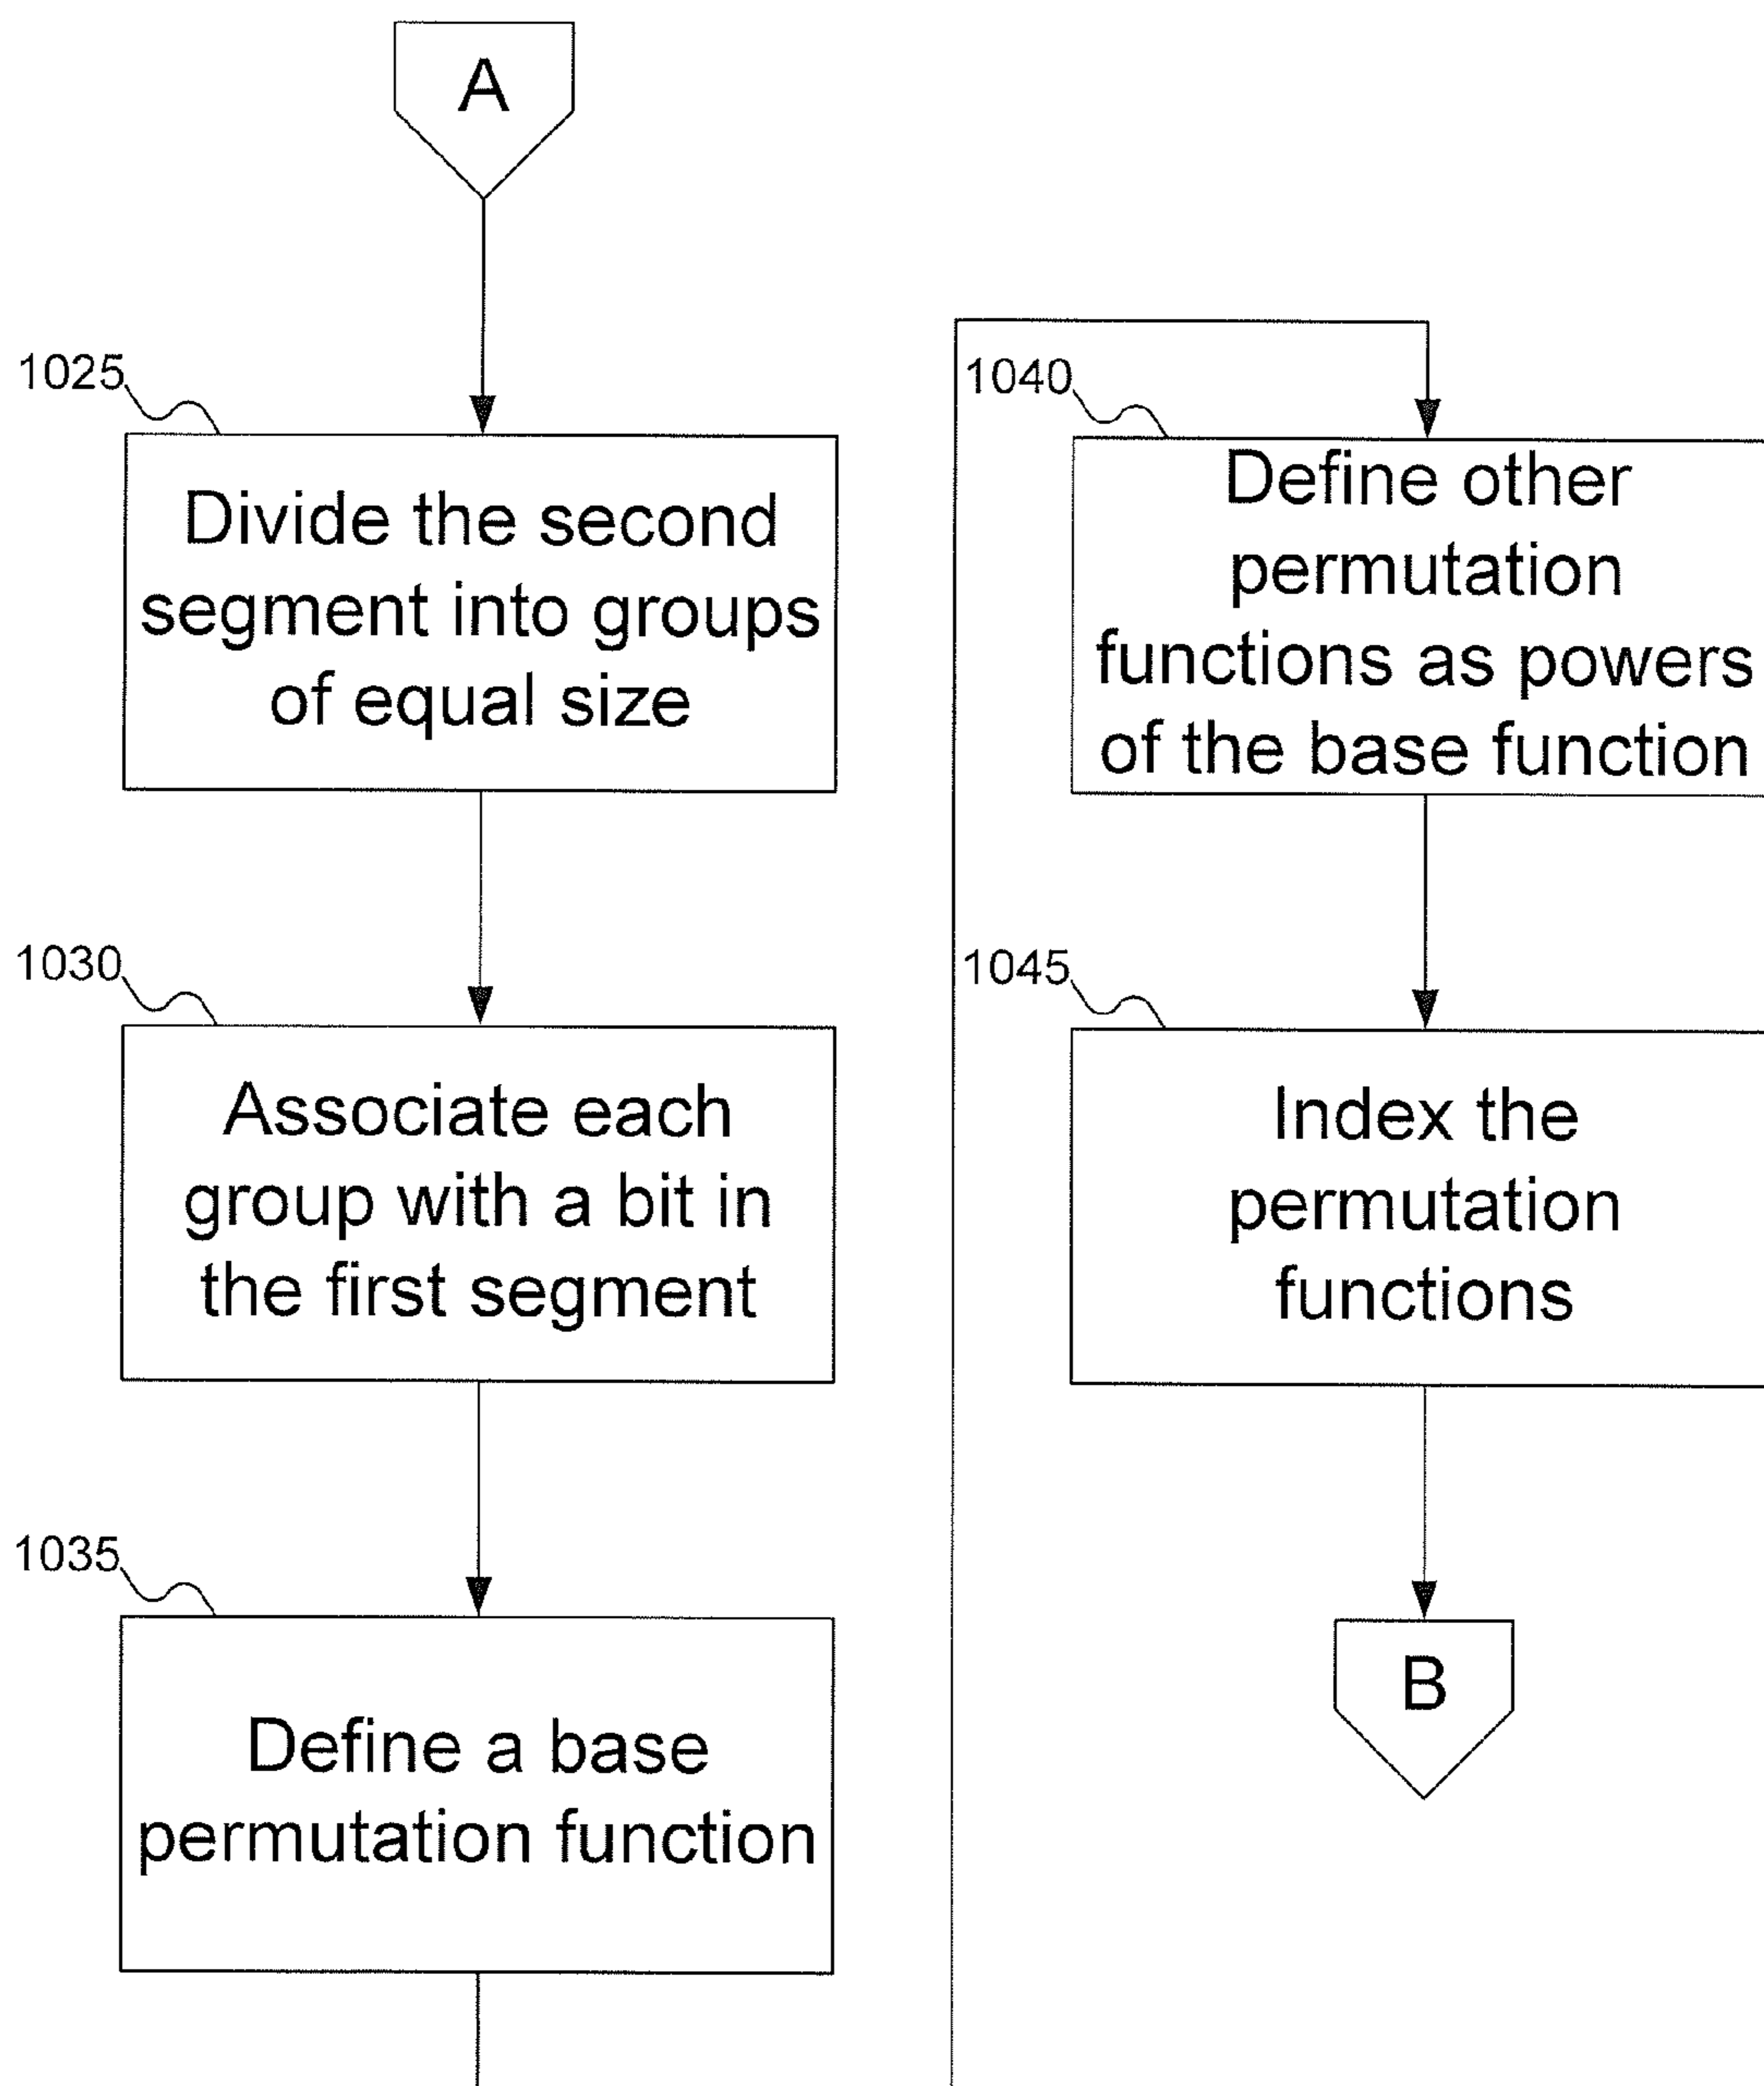 A
1025
Divide the second
segment into groups
of equal size
1030
Associate each
group with a bit in
the first segment
1035
Define a base
permutation function
1040
Define other
permutation
functions as powers
of the base function
1045
Index the
permutation
functions
B